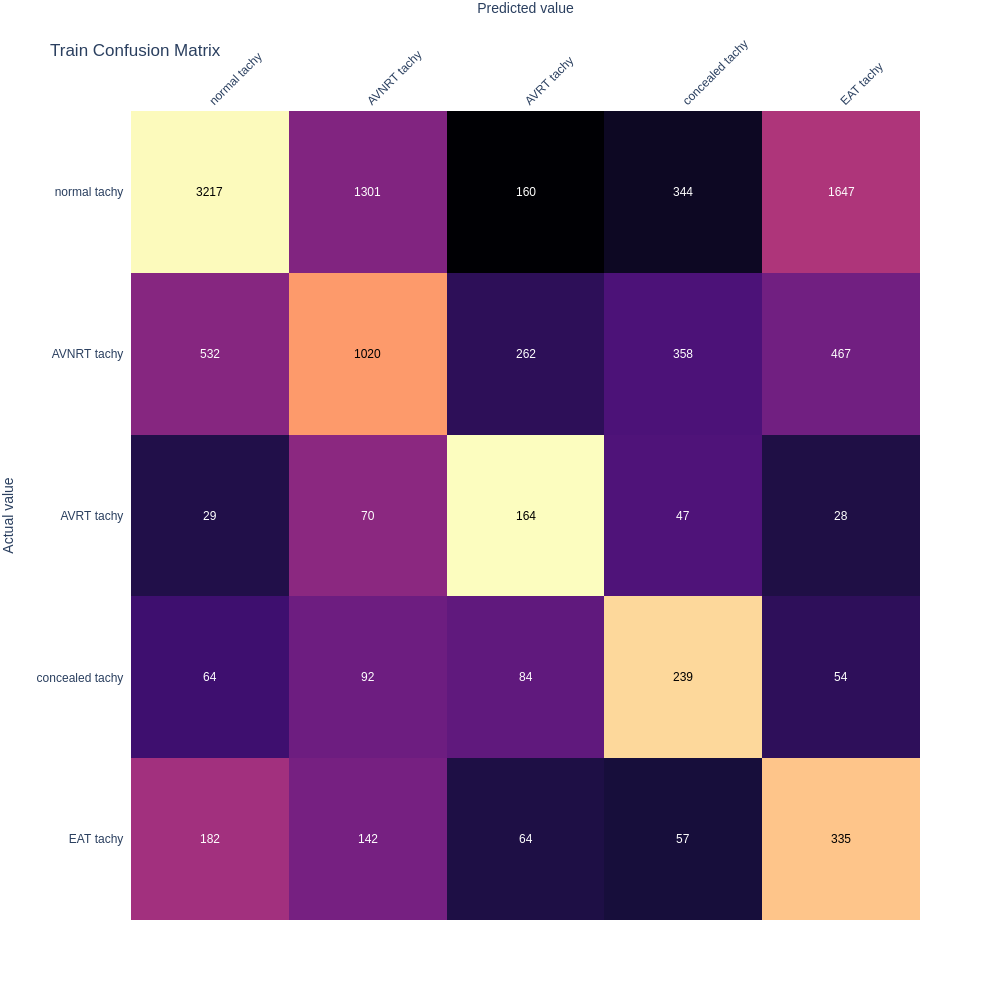 Predicted value
Train Confusion Matrix
normal tachy AVNRT tachy AVRT tachy concealed tachy EAT tachy
normal tachy 3217 1301 160 344 1647
AVNRT tachy 532 1020 262 358 467
Actual value
AVRT tachy 29 70 164 47 28
concealed tachy 64 92 84 239 54
EAT tachy 182 142 64 57 335